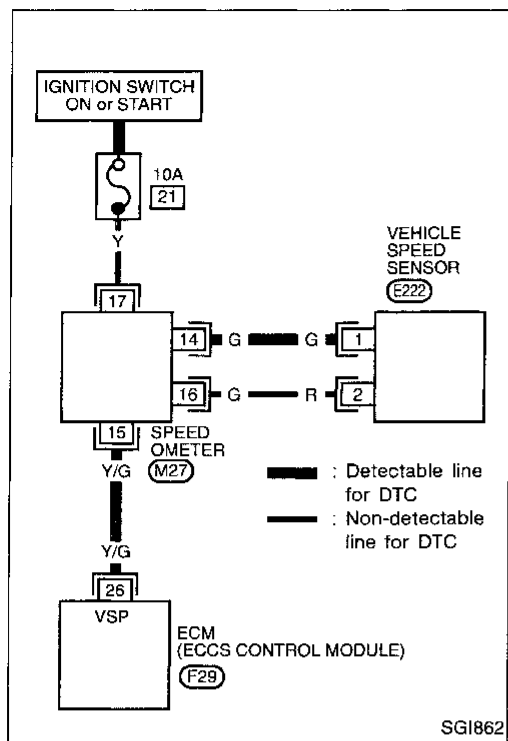 IGNITION SWITCH
ON or START
10A
21
Y
17
VEHICLE
SPEED
SENSOR
E222
14
G
G
1
16
G
R
2
15
SPEED
OMETER
M27
Y/G
: Detectable line
for DTC
: Non-detectable
line for DTC
Y/G
26
VSP
ECM
(ECCS CONTROL MODULE)
F29
SGI862